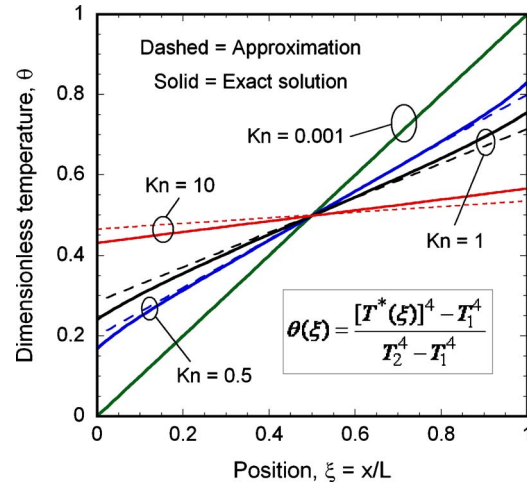 Dashed = Approximation
Solid = Exact solution
Kn = 0.001
Kn = 10
Kn = 1
Kn = 0.5
θ(ξ) = [T*(ξ)]⁴ − T₁⁴ / T₂⁴ − T₁⁴
Dimensionless temperature, θ
1
0.8
0.6
0.4
0.2
0
0 0.2 0.4 0.6 0.8 1
Position, ξ = x/L